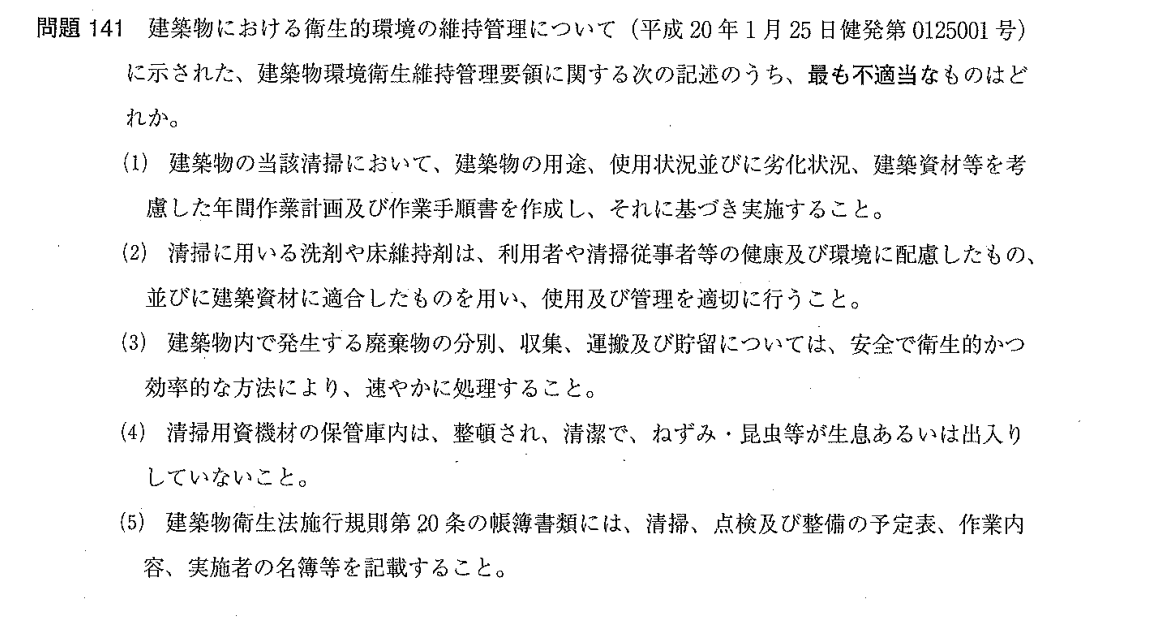 問題 141　建築物における衛生的環境の維持管理について（平成 20 年 1 月 25 日健発第 0125001 号）
に示された、建築物環境衛生維持管理要領に関する次の記述のうち、最も不適当なものはど
れか。
(1)　建築物の当該清掃において、建築物の用途、使用状況並びに劣化状況、建築資材等を考
慮した年間作業計画及び作業手順書を作成し、それに基づき実施すること。
(2)　清掃に用いる洗剤や床維持剤は、利用者や清掃従事者等の健康及び環境に配慮したもの、
並びに建築資材に適合したものを用い、使用及び管理を適切に行うこと。
(3)　建築物内で発生する廃棄物の分別、収集、運搬及び貯留については、安全で衛生的かつ
効率的な方法により、速やかに処理すること。
(4)　清掃用資機材の保管庫内は、整頓され、清潔で、ねずみ・昆虫等が生息あるいは出入り
していないこと。
(5)　建築物衛生法施行規則第 20 条の帳簿書類には、清掃、点検及び整備の予定表、作業内
容、実施者の名簿等を記載すること。